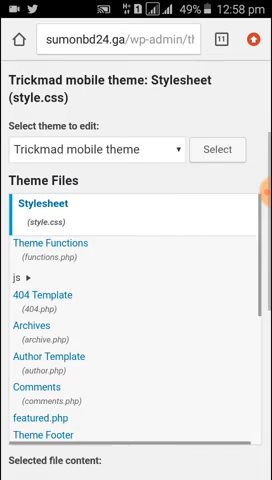 49% 12:58 pm
sumonbd24.ga/wp-admin/th
11
Trickmad mobile theme: Stylesheet
(style.css)
Select theme to edit:
Trickmad mobile theme
Select
Theme Files
Stylesheet
(style.css)
Theme Functions
(functions.php)
js
404 Template
(404.php)
Archives
(archive.php)
Author Template
(author.php)
Comments
(comments.php)
featured.php
Theme Footer
Selected file content: